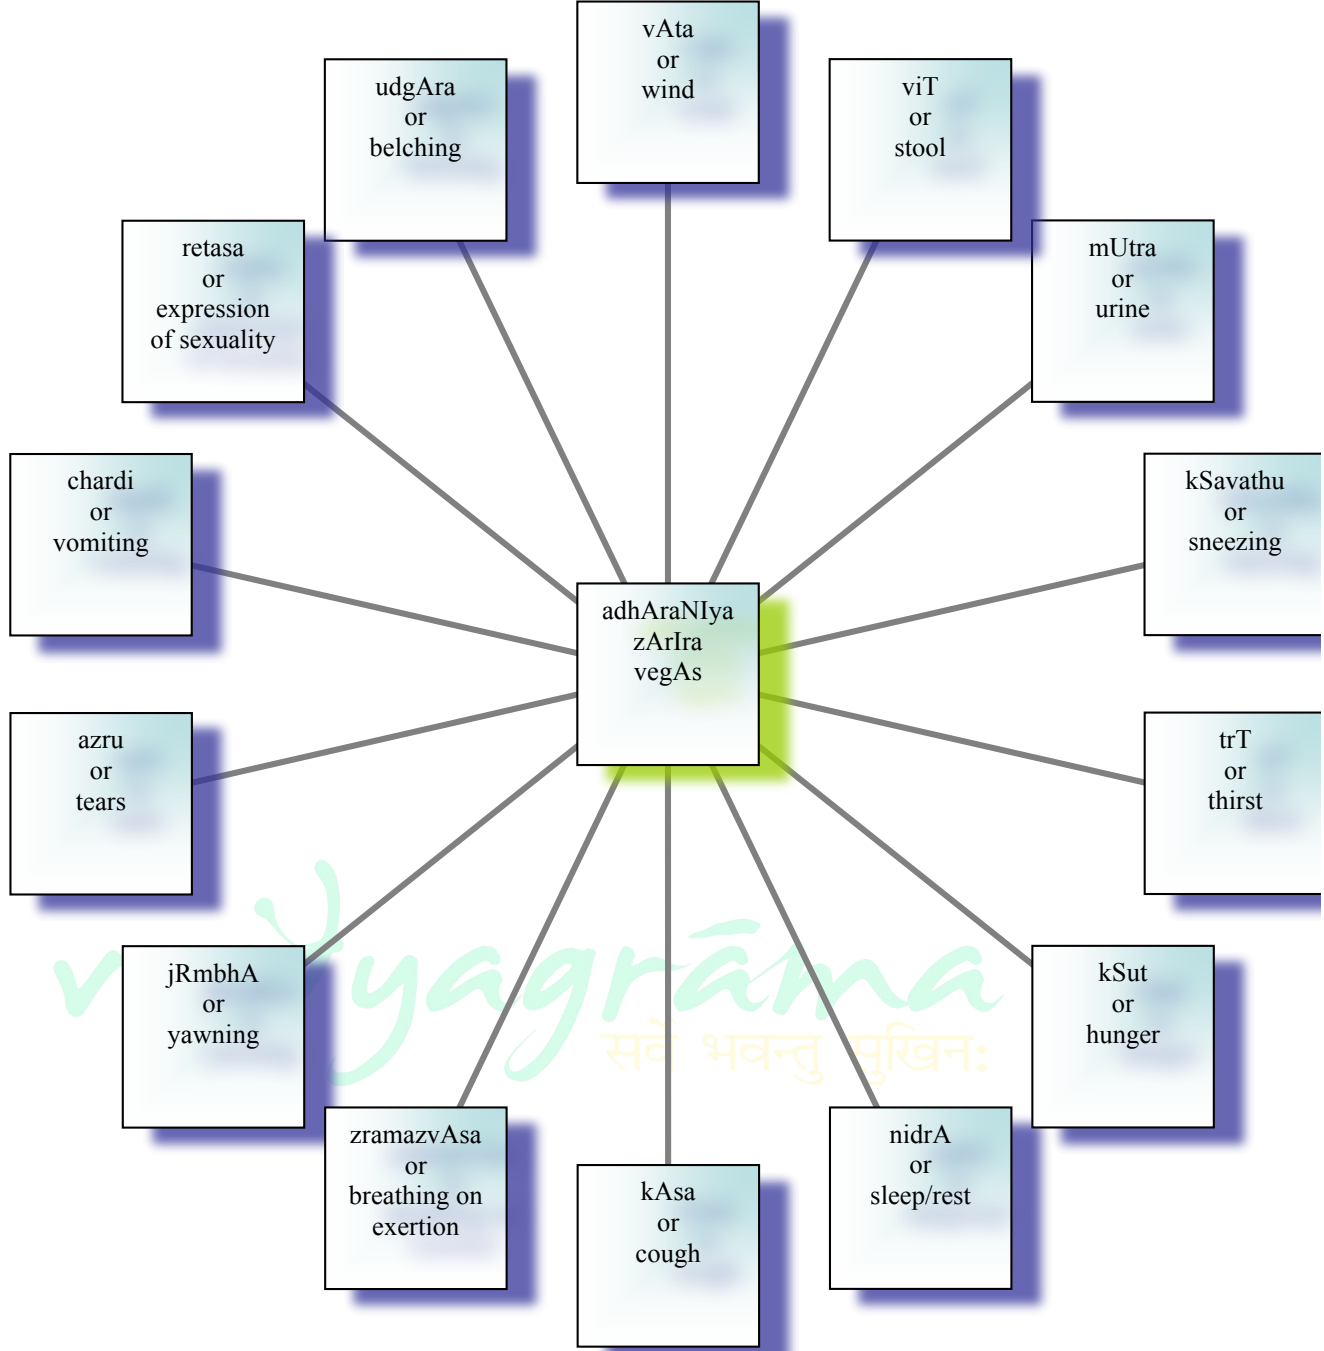 vAta
or
wind
viT
or
stool
mUtra
or
urine
kSavathu
or
sneezing
trT
or
thirst
kSut
or
hunger
nidrA
or
sleep/rest
kAsa
or
cough
zramazvAsa
or
breathing on
exertion
jRmbhA
or
yawning
azru
or
tears
chardi
or
vomiting
retasa
or
expression
of sexuality
udgAra
or
belching
adhAraNIya
zArIra
vegAs
yagrāma
सर्वे भवन्तु सुखिनः